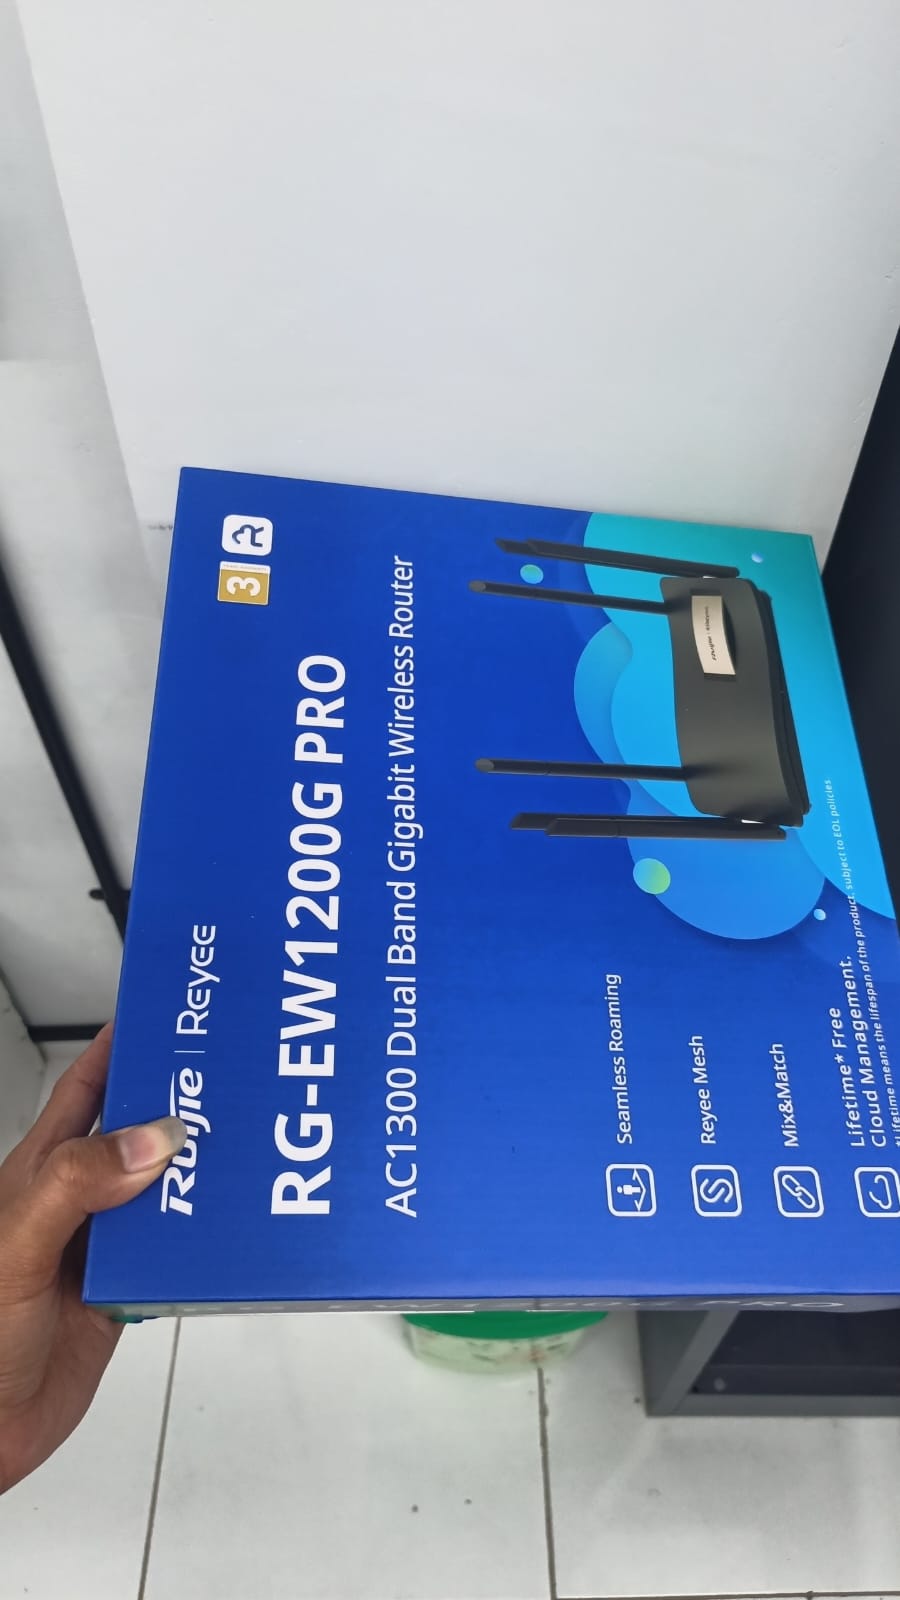 Ruijie | Reyee
3
RG-EW1200G PRO
AC1300 Dual Band Gigabit Wireless Router
Seamless Roaming
Reyee Mesh
Mix&Match
Lifetime* Free
Cloud Management.
*Lifetime means the lifespan of the product, subject to EOL policies